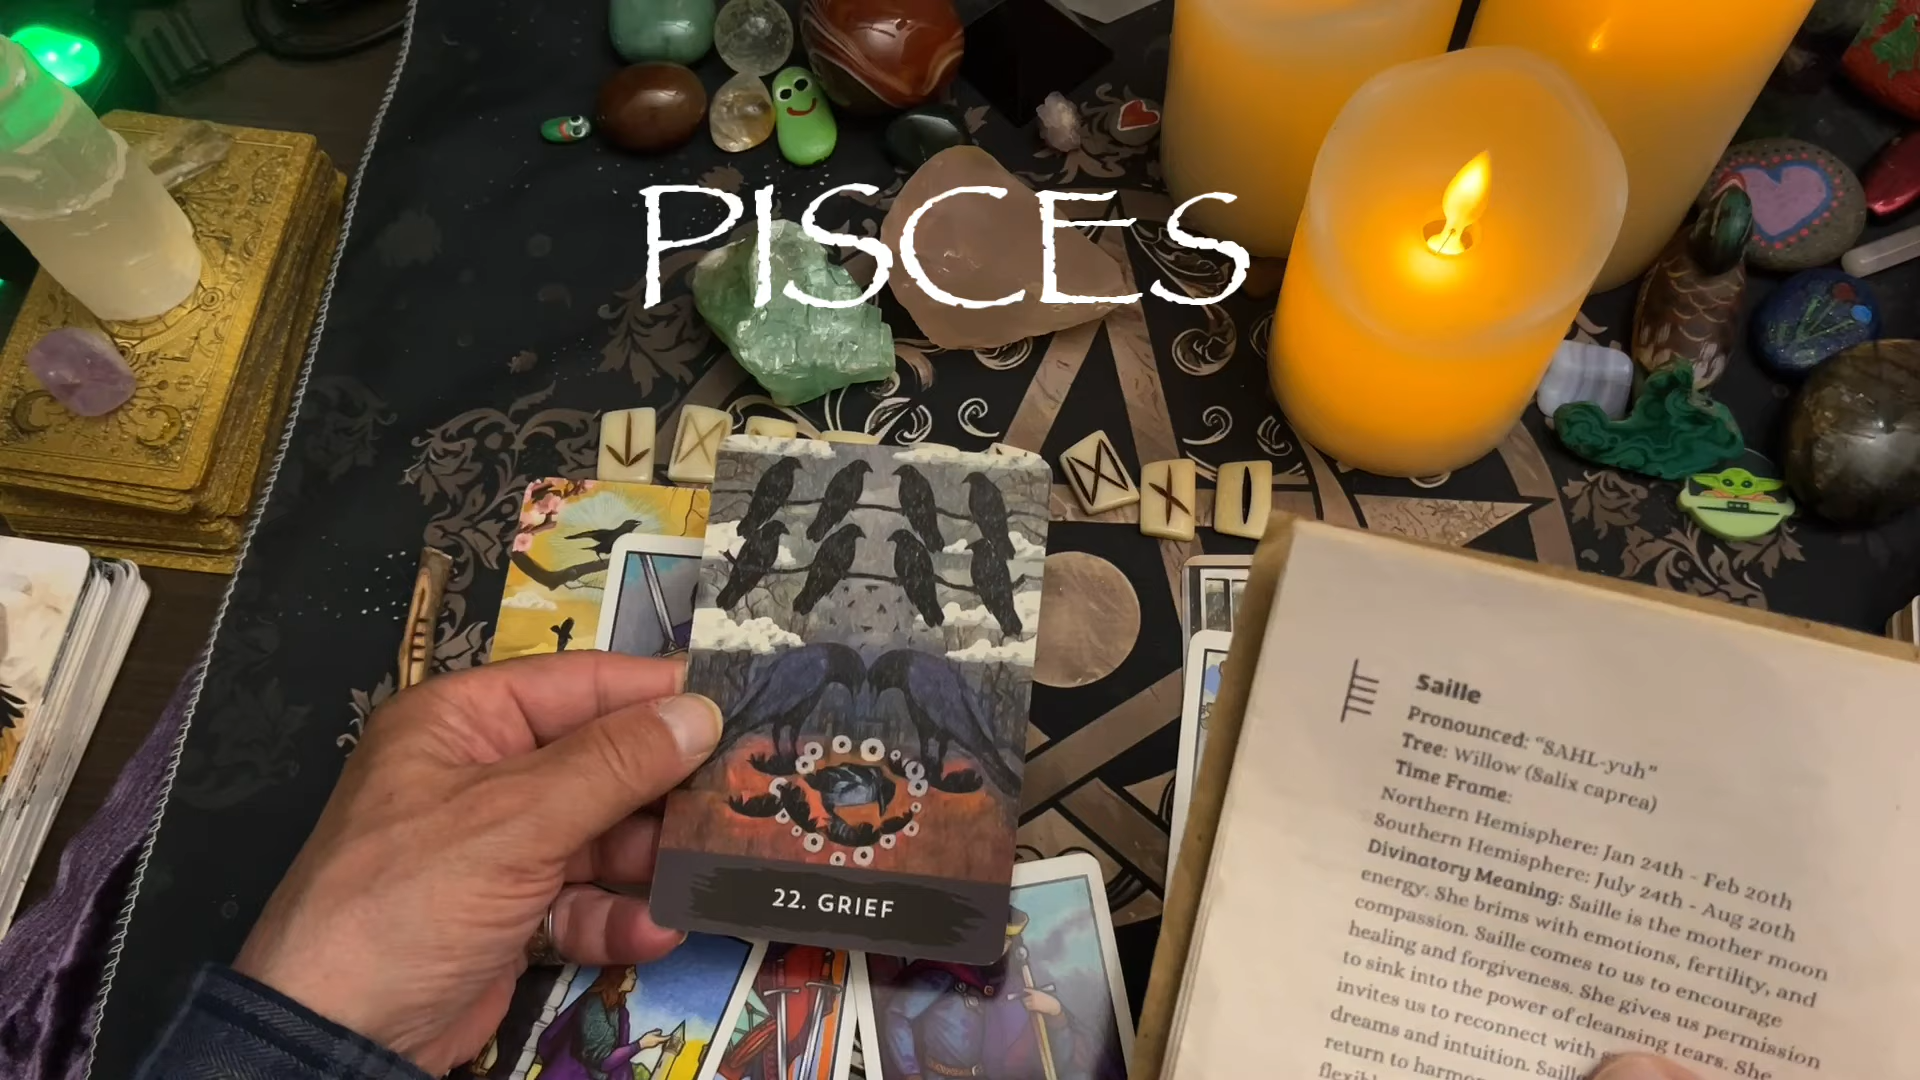 PISCES
22. GRIEF
Saille
Pronounced: "SAHL-yuh"
Tree: Willow (Salix caprea)
Time Frame:
Northern Hemisphere: Jan 24th - Feb 20th
Southern Hemisphere: July 24th - Aug 20th
Divinatory Meaning: Saille is the mother moon
energy. She brims with emotions, fertility, and
compassion. Saille comes to us to encourage
healing and forgiveness. She gives us permission
to sink into the power of cleansing tears. She
invites us to reconnect with
dreams and intuition. Saille
return to